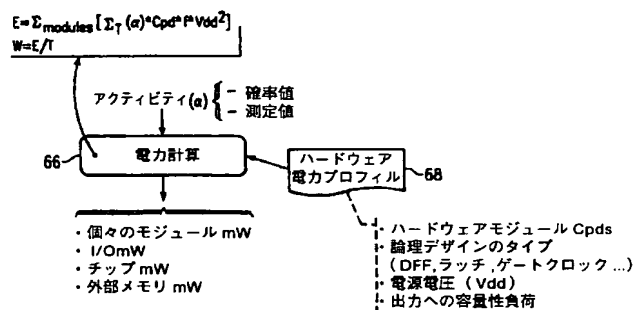 E=Σmodules[ΣT(α)*Cpd*f*Vdd²]
W=E/T
アクティビティ(α)
- 確率値
- 測定値
66
電力計算
ハードウェア
電力プロフィル
68
・個々のモジュール mW
・I/OmW
・チップ mW
・外部メモリ mW
・ハードウェアモジュール Cpds
・論理デザインのタイプ
(DFF,ラッチ,ゲートクロック...)
・電源電圧(Vdd)
・出力への容量性負荷